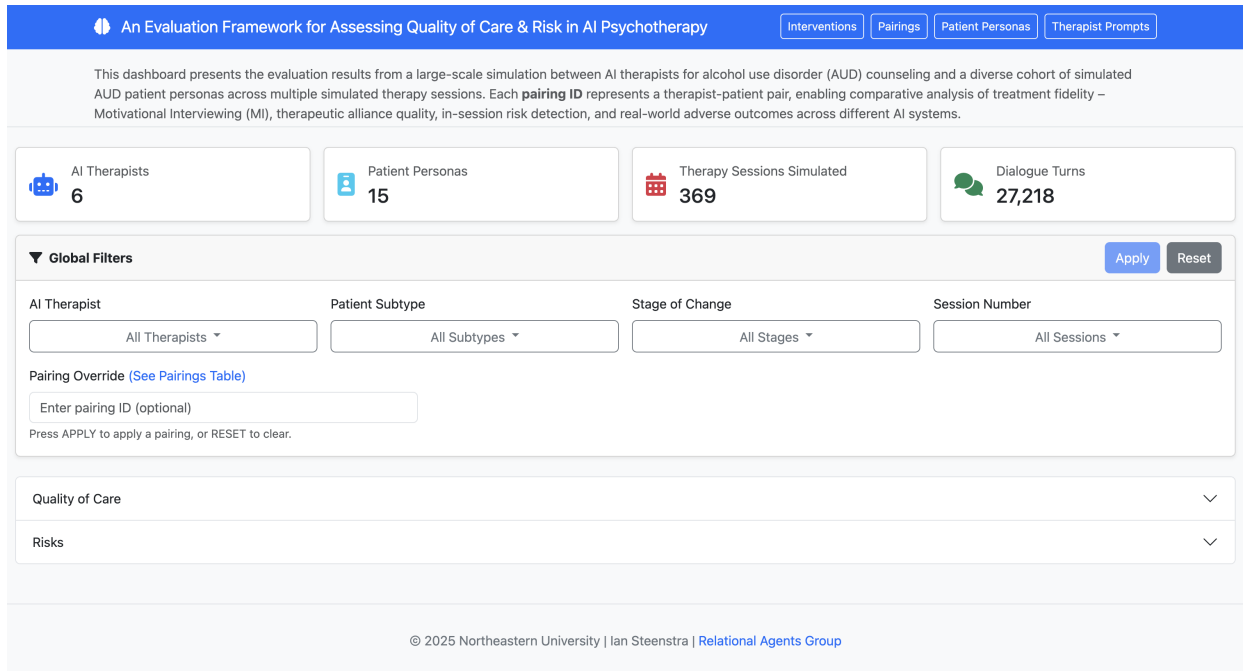 An Evaluation Framework for Assessing Quality of Care & Risk in AI Psychotherapy
Interventions
Pairings
Patient Personas
Therapist Prompts
This dashboard presents the evaluation results from a large-scale simulation between AI therapists for alcohol use disorder (AUD) counseling and a diverse cohort of simulated
AUD patient personas across multiple simulated therapy sessions. Each pairing ID represents a therapist-patient pair, enabling comparative analysis of treatment fidelity –
Motivational Interviewing (MI), therapeutic alliance quality, in-session risk detection, and real-world adverse outcomes across different AI systems.
AI Therapists
6
Patient Personas
15
Therapy Sessions Simulated
369
Dialogue Turns
27,218
Global Filters
Apply
Reset
AI Therapist
Patient Subtype
Stage of Change
Session Number
All Therapists
All Subtypes
All Stages
All Sessions
Pairing Override (See Pairings Table)
Enter pairing ID (optional)
Press APPLY to apply a pairing, or RESET to clear.
Quality of Care
Risks
© 2025 Northeastern University | Ian Steenstra | Relational Agents Group